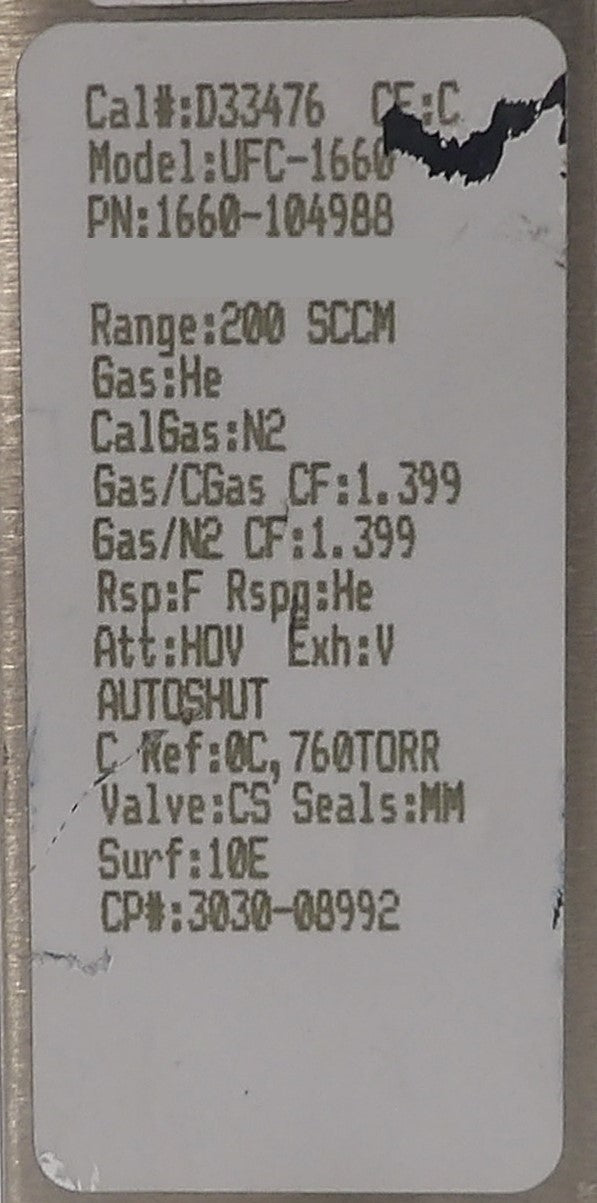 Cal#:D33476 CE:C
Model:UFC-1660
PN:1660-104988
Range:200 SCCM
Gas:He
CalGas:N2
Gas/CGas CF:1.399
Gas/N2 CF:1.399
Rsp:F Rspg:He
Att:HOV Exh:V
AUTOSHUT
C Ref:0C,760TORR
Valve:CS Seals:MM
Surf:10E
CP#:3030-08992